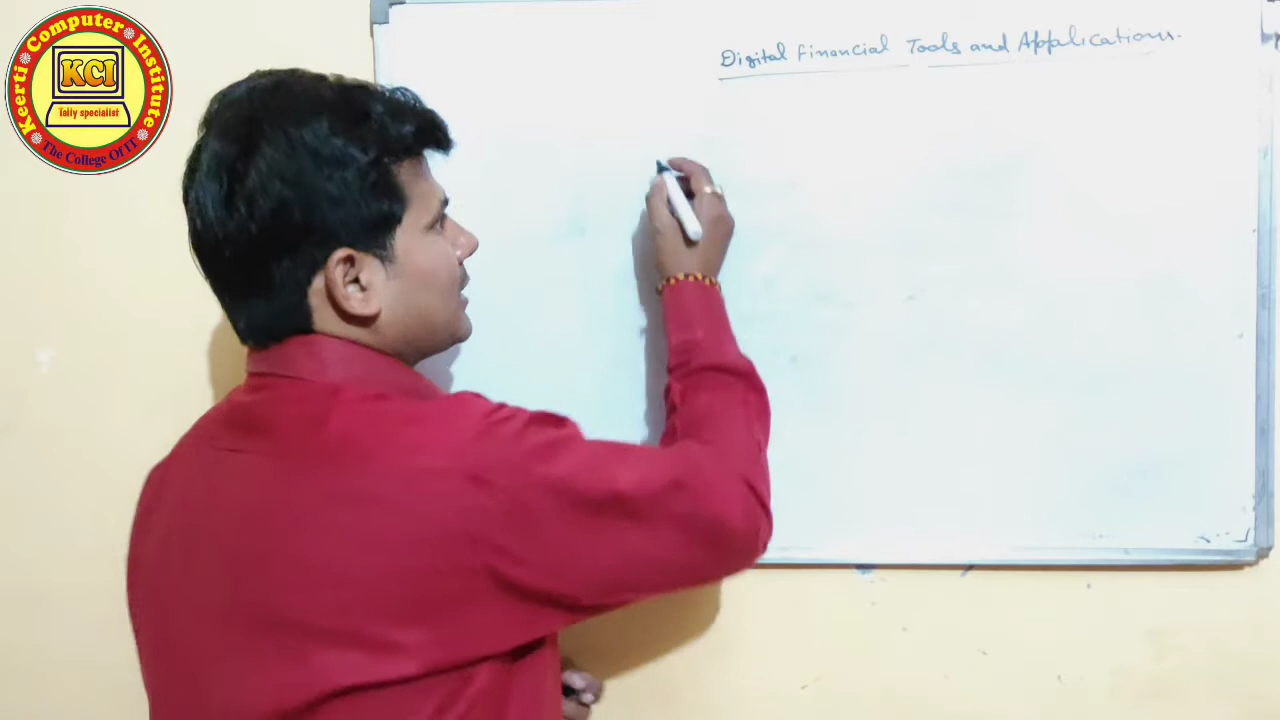 Keerti Computer Institute
KCI
Tally specialist
The College Of IT
Digital Financial Tools and Applications.